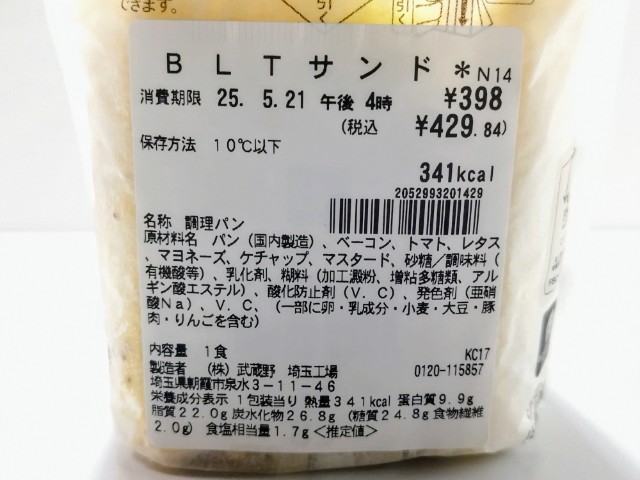 できます。
BLTサンド＊N14
消費期限 25. 5.21 午後 4時 ¥398
(税込 ¥429.84)
保存方法 10℃以下
341kcal
2052993201429
名称 調理パン
原材料名 パン（国内製造）、ベーコン、トマト、レタス
、マヨネーズ、ケチャップ、マスタード、砂糖／調味料（
有機酸等）、乳化剤、糊料（加工澱粉、増粘多糖類、アル
ギン酸エステル）、酸化防止剤（V．C）、発色剤（亜硝
酸Na）、V．C、（一部に卵・乳成分・小麦・大豆・豚
肉・りんごを含む）
内容量 1食 KC17
製造者 （株）武蔵野 埼玉工場 0120-115857
埼玉県朝霞市泉水3－11－46
栄養成分表示 1包装当り 熱量341kcal 蛋白質9.9g
脂質22.0g 炭水化物26.8g（糖質24.8g 食物繊維
2.0g） 食塩相当量1.7g＜推定値＞